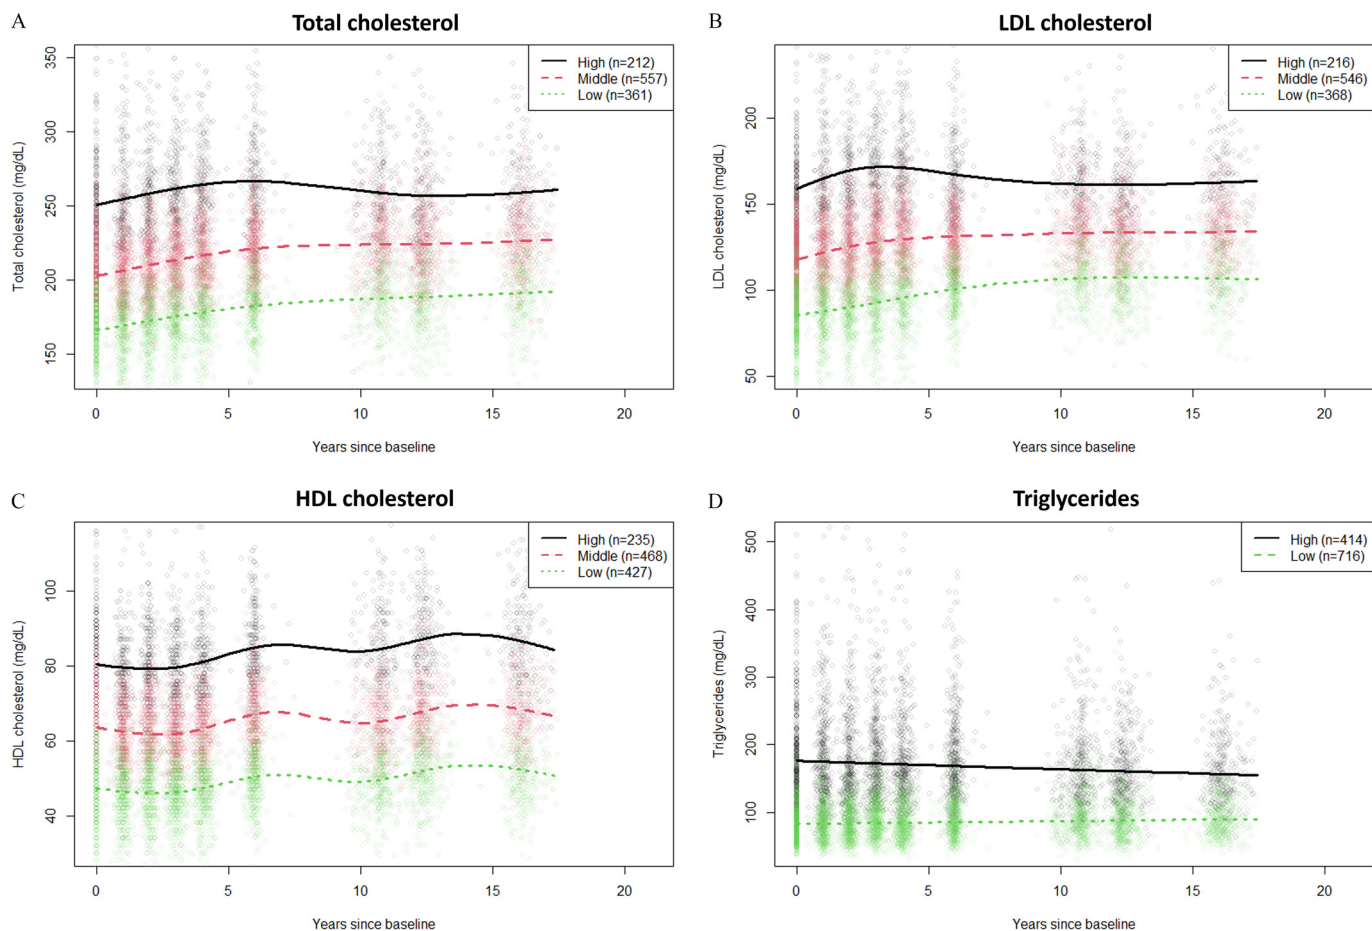 A
Total cholesterol
High (n=212)
Middle (n=557)
Low (n=361)
Total cholesterol (mg/dL)
350
300
250
200
150
0 5 10 15 20
Years since baseline
B
LDL cholesterol
High (n=216)
Middle (n=546)
Low (n=368)
LDL cholesterol (mg/dL)
200
150
100
50
0 5 10 15 20
Years since baseline
C
HDL cholesterol
High (n=235)
Middle (n=468)
Low (n=427)
HDL cholesterol (mg/dL)
100
80
60
40
0 5 10 15 20
Years since baseline
D
Triglycerides
High (n=414)
Low (n=716)
Triglycerides (mg/dL)
500
400
300
200
100
0 5 10 15 20
Years since baseline